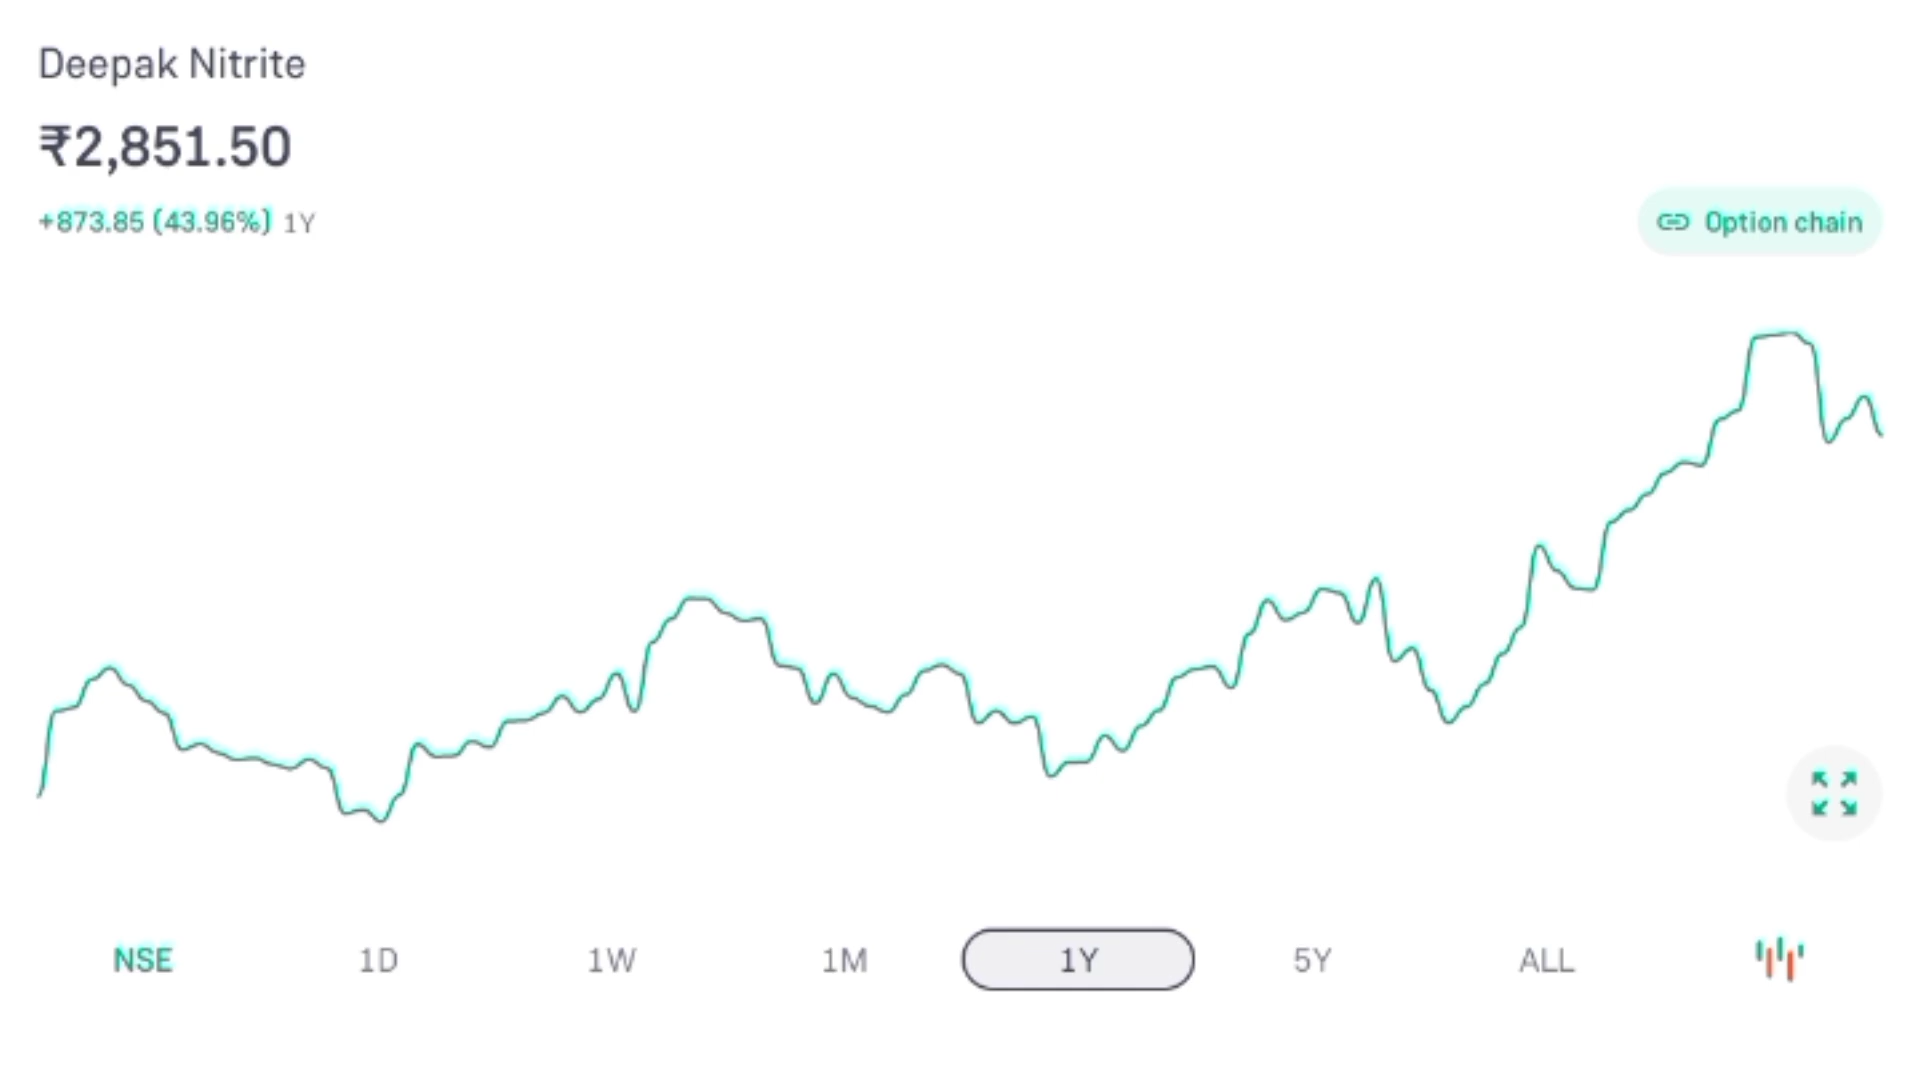 Deepak Nitrite
₹2,851.50
+873.85 (43.96%) 1Y
Option chain
NSE 1D 1W 1M 1Y 5Y ALL